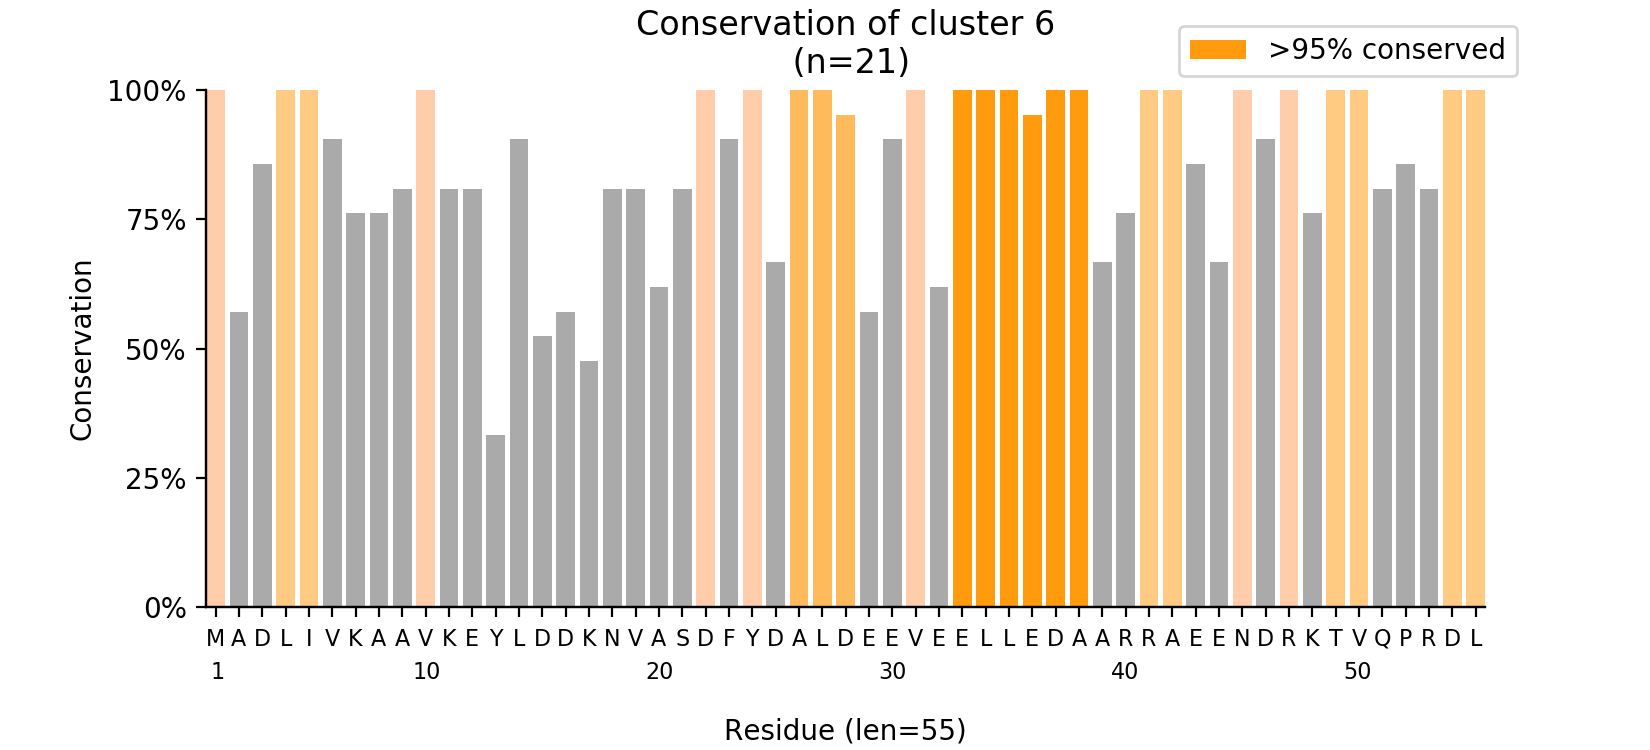 Conservation of cluster 6
(n=21)
>95% conserved
100%
75%
50%
25%
0%
Conservation
M A D L I V K A A V K E Y L D D K N V A S D F Y D A L D E E V E E L L E D A A R R A E E N D R K T V Q P R D L
1 10 20 30 40 50
Residue (len=55)